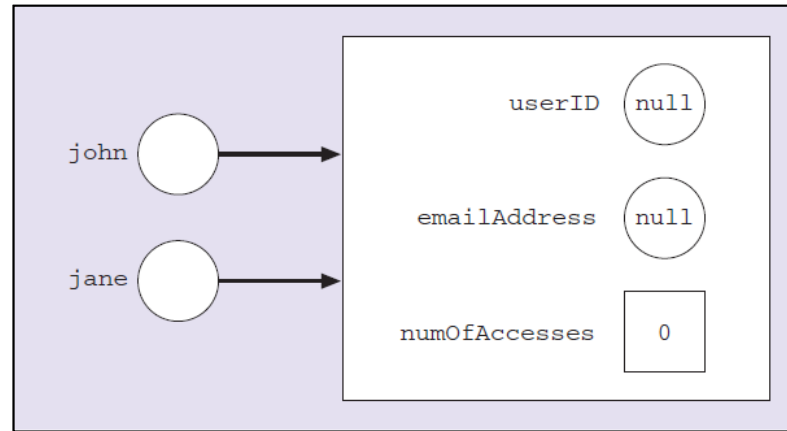 userID null
john
emailAddress null
jane
numOfAccesses 0